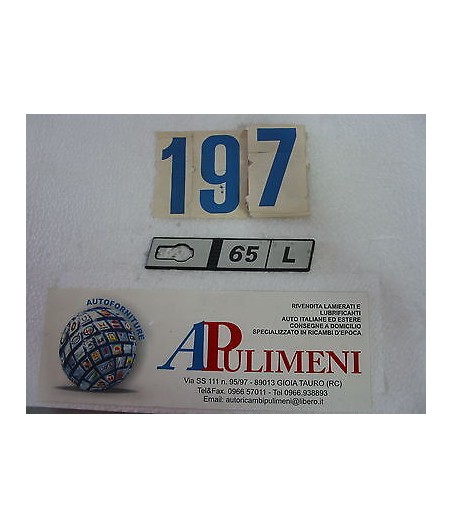 197
65 L
AUTOFORNITURE
RIVENDITA LAMIERATI E
LUBRIFICANTI
AUTO ITALIANE ED ESTERE
CONSEGNE A DOMICILIO
SPECIALIZZATO IN RICAMBI D'EPOCA
APULIMENI
Via SS 111 n. 95/97 - 89013 GIOIA TAURO (RC)
Tel&Fax. 0966 57011 - Tel 0966.938893
Email: autoricambipulimeni@libero.it